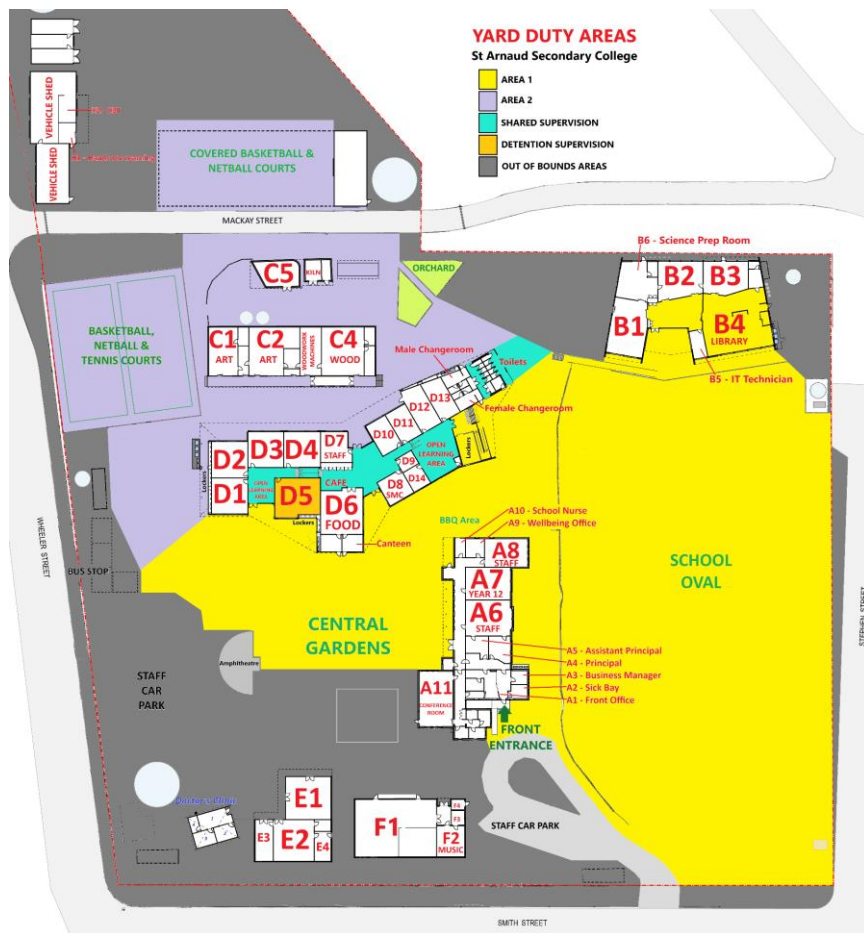 YARD DUTY AREAS
St Arnaud Secondary College
AREA 1
AREA 2
SHARED SUPERVISION
DETENTION SUPERVISION
OUT OF BOUNDS AREAS
VEHICLE SHED
VEHICLE SHED
COVERED BASKETBALL &
NETBALL COURTS
MACKAY STREET
B6 - Science Prep Room
B2
B3
B1
B4
LIBRARY
B5 - IT Technician
C5
KILN
ORCHARD
BASKETBALL,
NETBALL &
TENNIS COURTS
C1
ART
C2
ART
WOODWORK
MACHINES
C4
WOOD
Male Changeroom
Toilets
Female Changeroom
D13
D12
D11
D10
OPEN
LEARNING
AREA
Lockers
D9
D14
D8
SMC
D7
STAFF
D4
D3
D2
D1
Lockers
OPEN
LEARNING
AREA
CAFE
D5
D6
FOOD
Lockers
Canteen
BBQ Area
A10 - School Nurse
A9 - Wellbeing Office
A8
STAFF
A7
YEAR 12
A6
STAFF
A5 - Assistant Principal
A4 - Principal
A3 - Business Manager
A2 - Sick Bay
A1 - Front Office
A11
CONFERENCE
ROOM
FRONT
ENTRANCE
SCHOOL
OVAL
CENTRAL
GARDENS
Amphitheatre
BUS STOP
WHEELER STREET
STEPHEN STREET
STAFF
CAR
PARK
E1
E2
E3
E4
F1
F4
F3
F2
MUSIC
STAFF CAR PARK
SMITH STREET